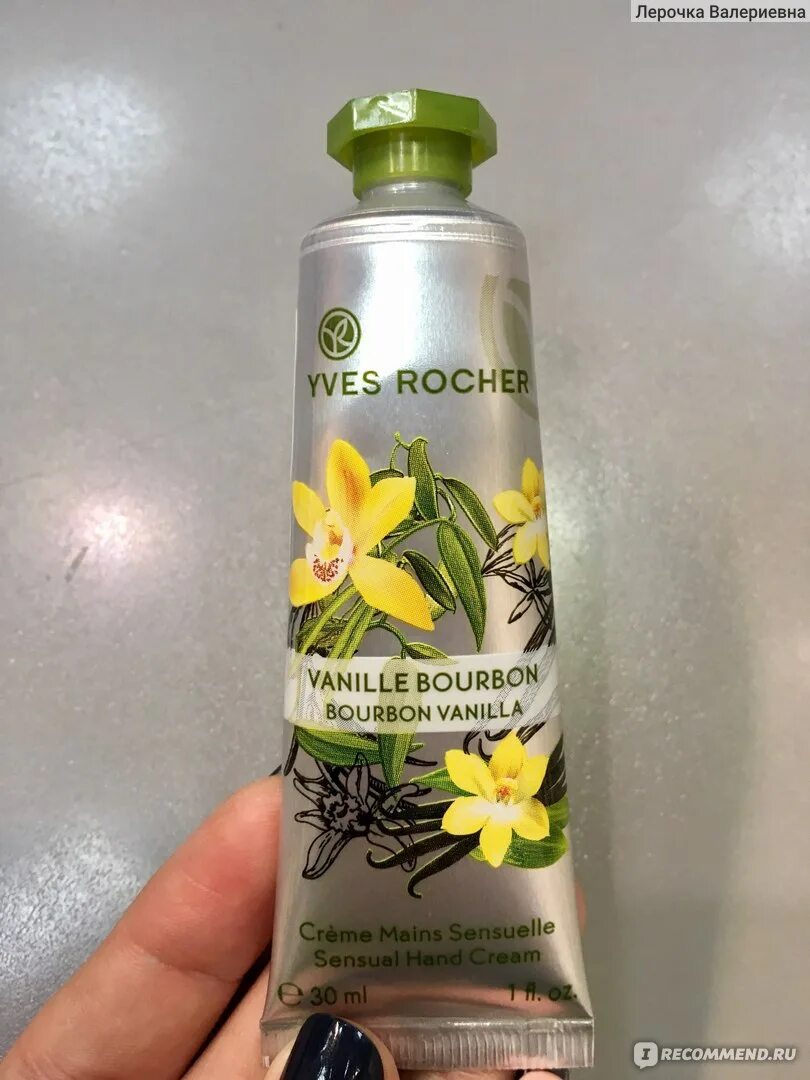 Лерочка Валериевна
YVES ROCHER
VANILLE BOURBON
BOURBON VANILLA
Crème Mains Sensuelle
Sensual Hand Cream
℮ 30 ml 1 fl. oz.
IRECOMMEND.RU